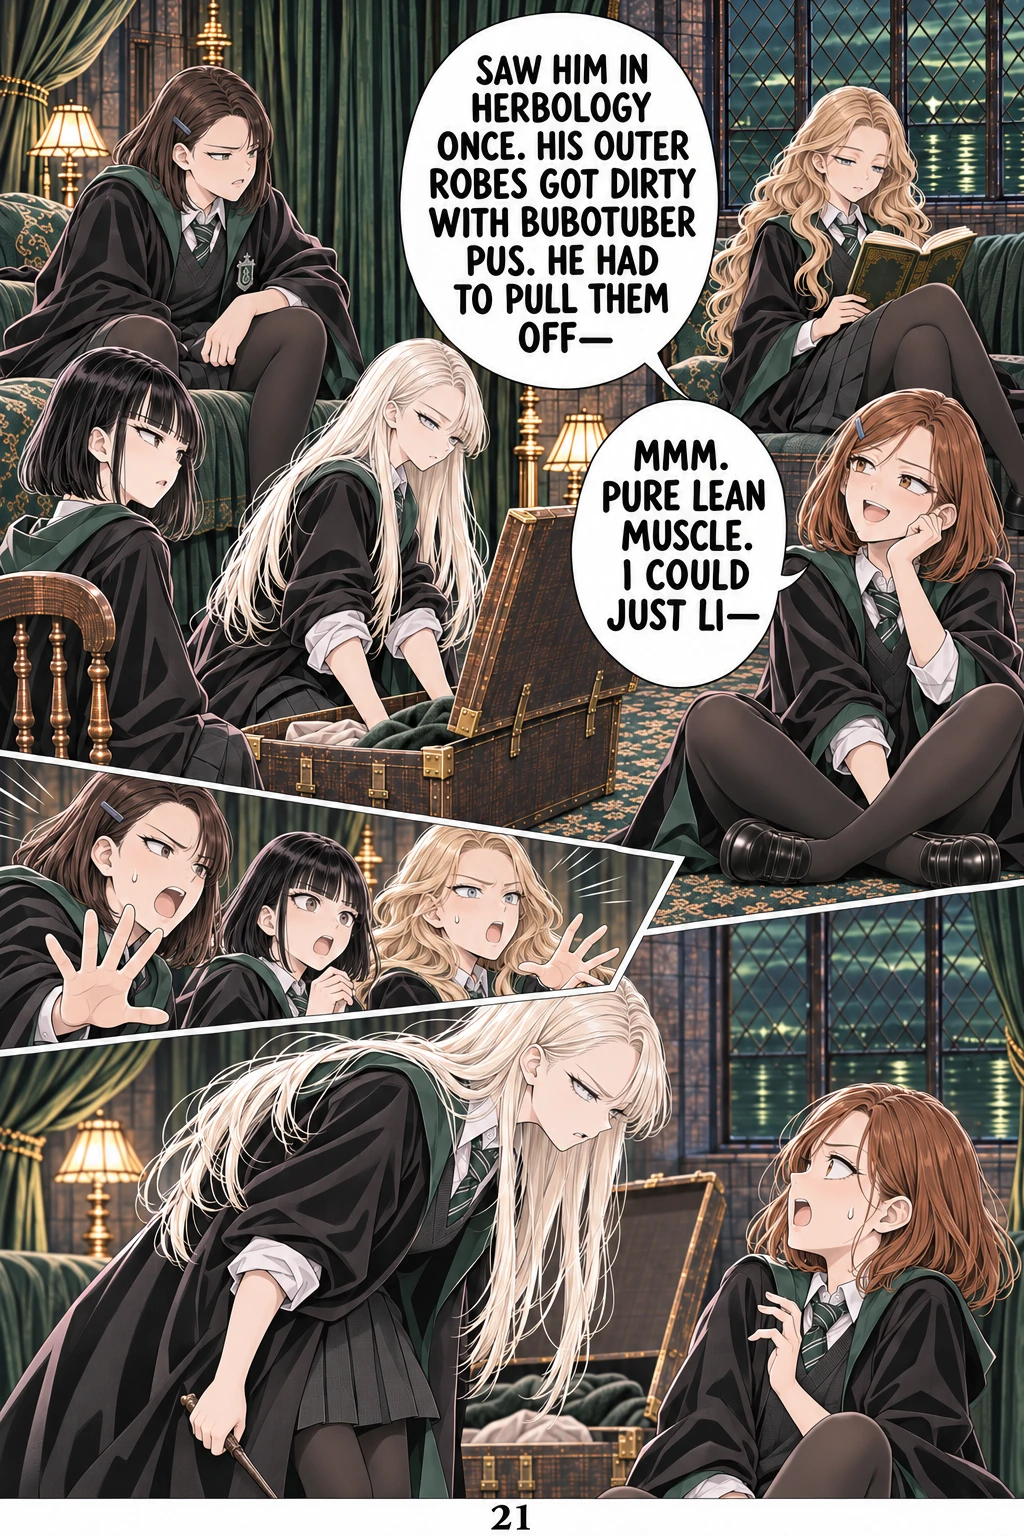 SAW HIM IN
HERBOLOGY
ONCE. HIS OUTER
ROBES GOT DIRTY
WITH BUBOTUBER
PUS. HE HAD
TO PULL THEM
OFF—
MMM.
PURE LEAN
MUSCLE.
I COULD
JUST LI—
21